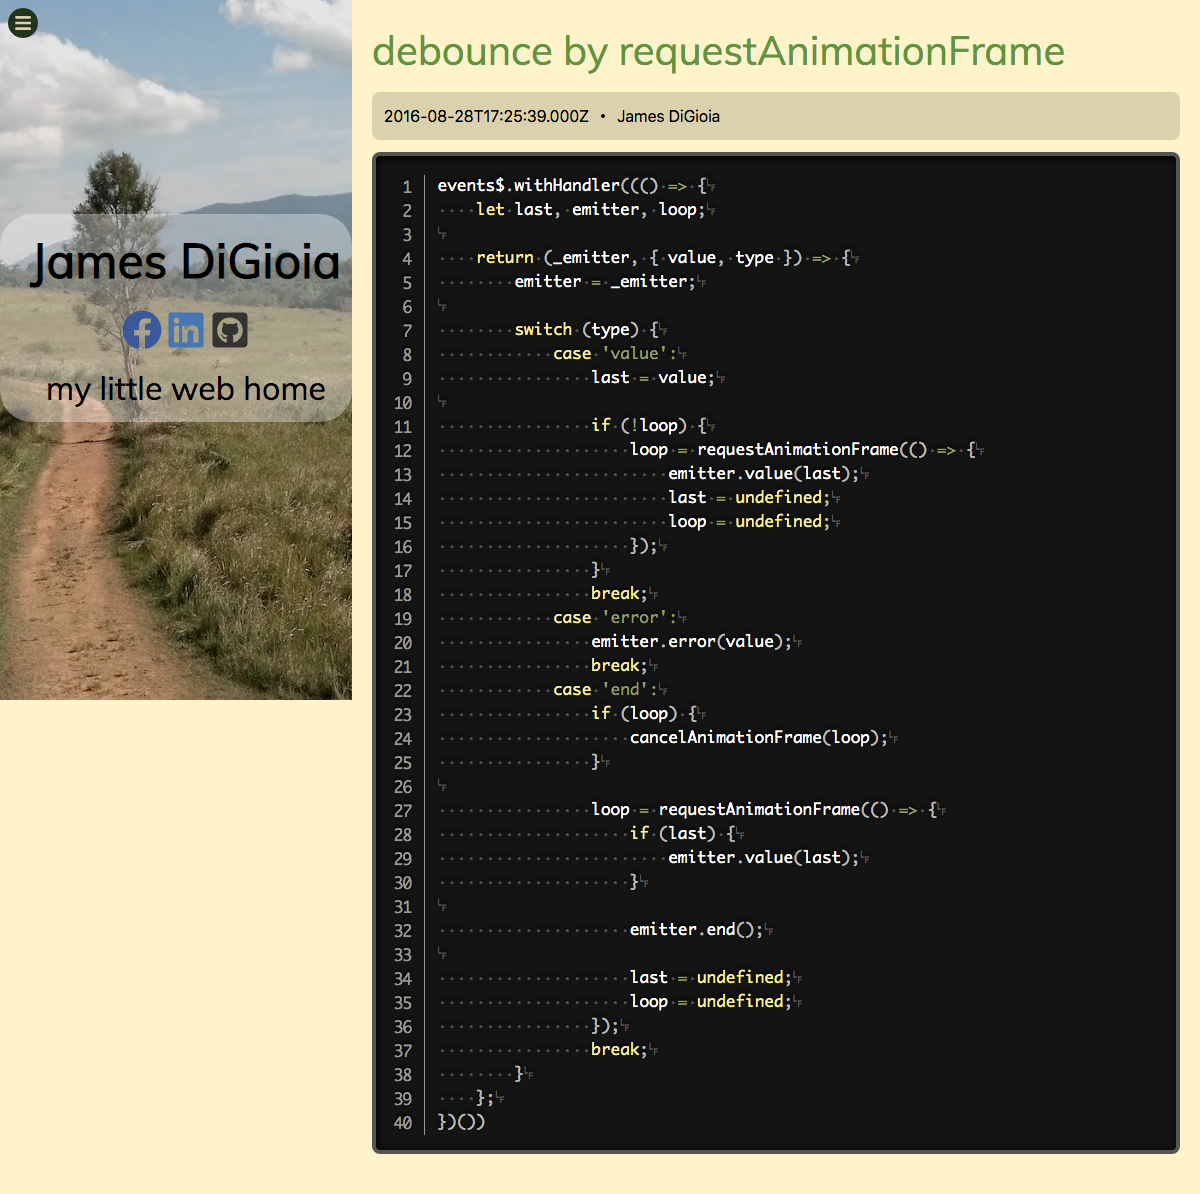 James DiGioia
my little web home
debounce by requestAnimationFrame
2016-08-28T17:25:39.000Z • James DiGioia
1 events$.withHandler((() => {
2     let last, emitter, loop;
3
4     return (_emitter, { value, type }) => {
5         emitter = _emitter;
6
7         switch (type) {
8             case 'value':
9                 last = value;
10
11                 if (!loop) {
12                     loop = requestAnimationFrame(() => {
13                         emitter.value(last);
14                         last = undefined;
15                         loop = undefined;
16                     });
17                 }
18                 break;
19             case 'error':
20                 emitter.error(value);
21                 break;
22             case 'end':
23                 if (loop) {
24                     cancelAnimationFrame(loop);
25                 }
26
27                 loop = requestAnimationFrame(() => {
28                     if (last) {
29                         emitter.value(last);
30                     }
31
32                     emitter.end();
33
34                     last = undefined;
35                     loop = undefined;
36                 });
37                 break;
38         }
39     };
40 })())